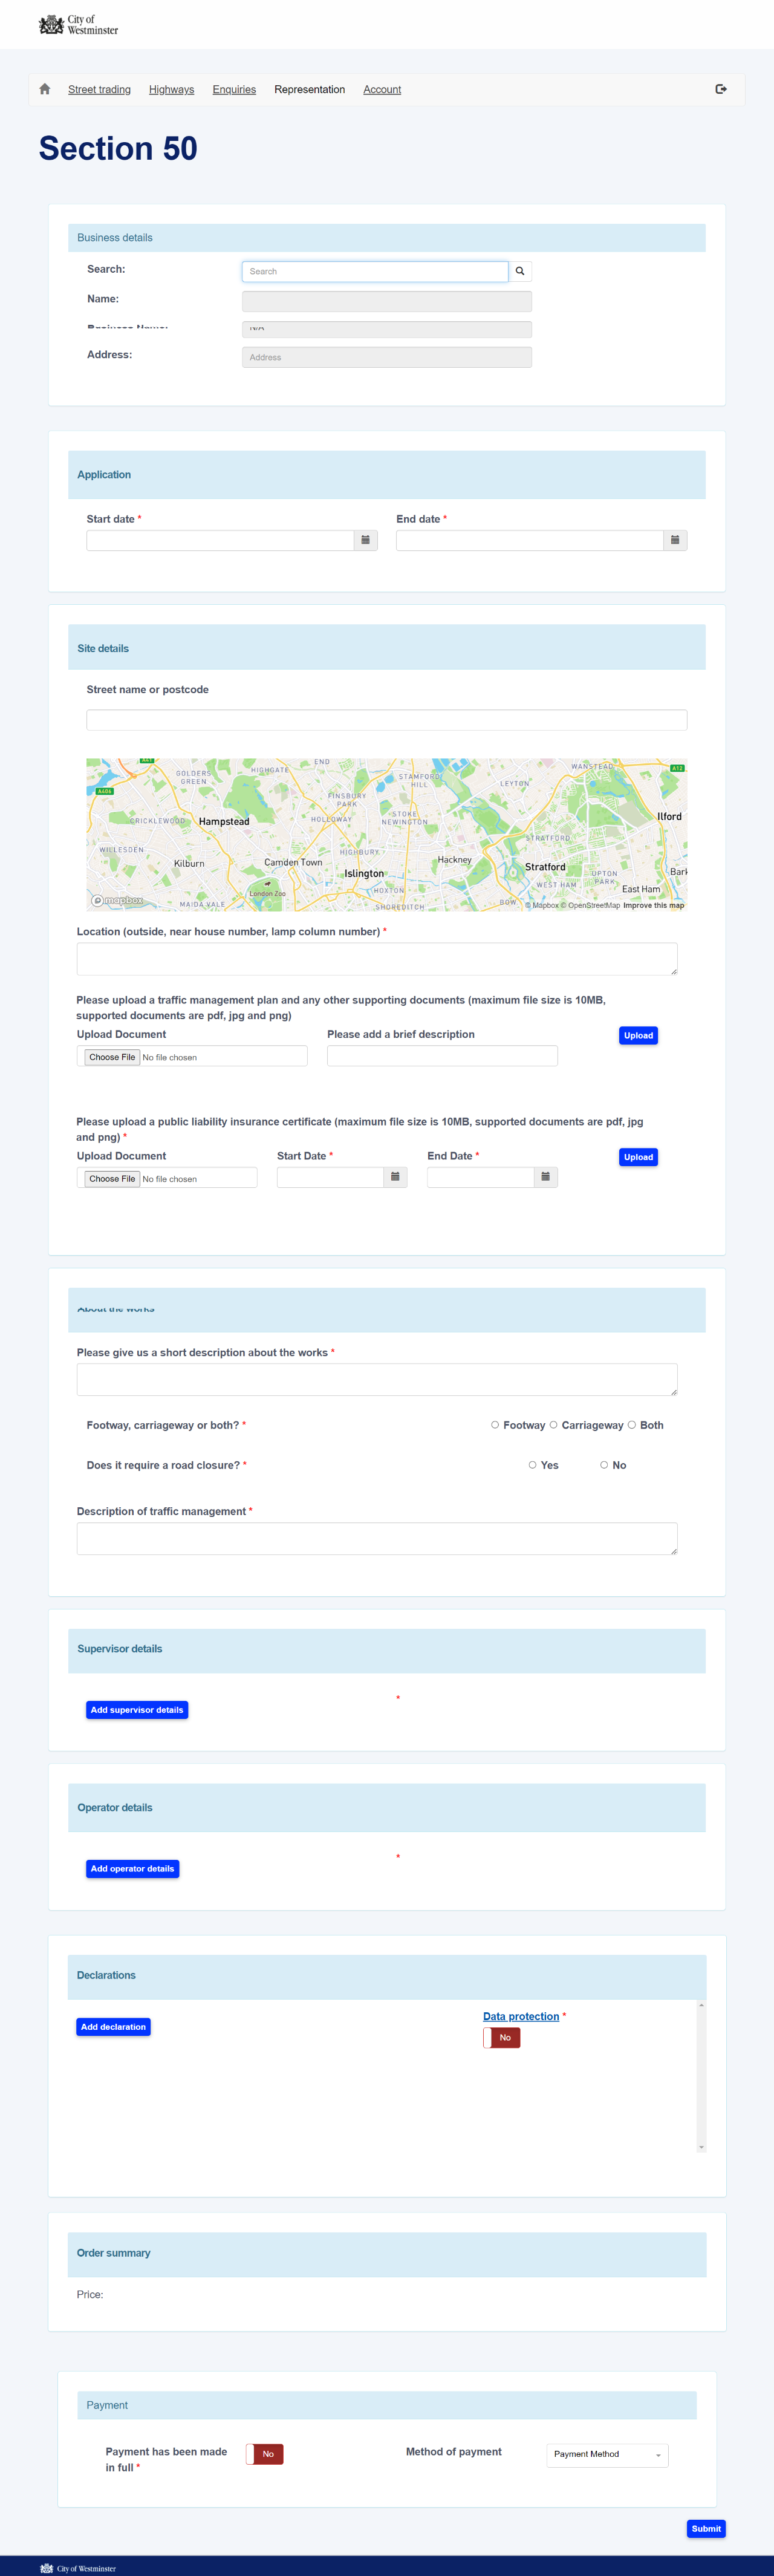 City of
Westminster
Street trading Highways Enquiries Representation Account
Section 50
Business details
Search:
Search
Name:
N/A
Address:
Address
Application
Start date * End date *
Site details
Street name or postcode
A41
END
WANSTEAD
A12
GOLDERS
GREEN
HIGHGATE
STAMFORD
HILL
LEYTON
A406
FINSBURY
PARK
CRICKLEWOOD Hampstead HOLLOWAY STOKE
NEWINGTON
Ilford
STRATFORD
WILLESDEN
HIGHBURY
Kilburn Camden Town Hackney
Islington Stratford
UPTON
PARK
Bark
WEST HAM
East Ham
HOXTON
London Zoo
mapbox MAIDA VALE SHOREDITCH BOW
© Mapbox © OpenStreetMap Improve this map
Location (outside, near house number, lamp column number) *
Please upload a traffic management plan and any other supporting documents (maximum file size is 10MB,
supported documents are pdf, jpg and png)
Upload Document Please add a brief description Upload
Choose File No file chosen
Please upload a public liability insurance certificate (maximum file size is 10MB, supported documents are pdf, jpg
and png) *
Upload Document Start Date * End Date * Upload
Choose File No file chosen
About the works
Please give us a short description about the works *
Footway, carriageway or both? * Footway Carriageway Both
Does it require a road closure? * Yes No
Description of traffic management *
Supervisor details
*
Add supervisor details
Operator details
*
Add operator details
Declarations
Data protection *
Add declaration
No
Order summary
Price:
Payment
Payment has been made
in full *
No
Method of payment
Payment Method
Submit
City of Westminster